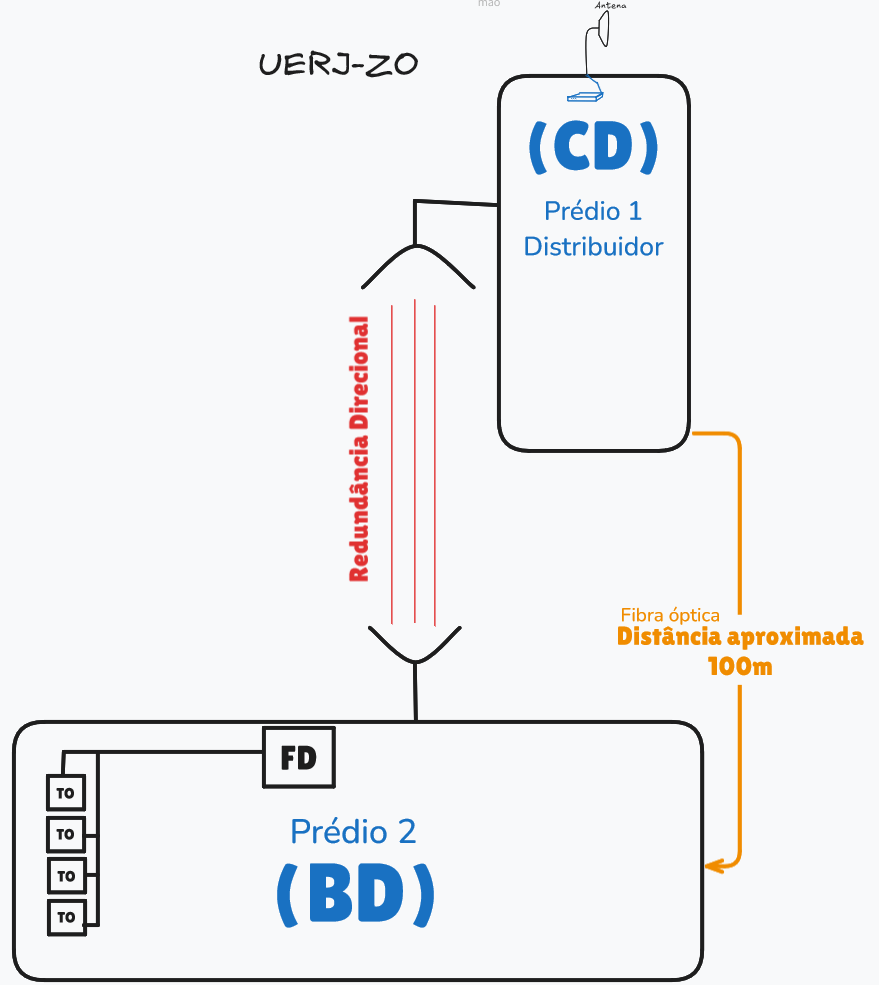 mao
Antena
UERJ-ZO
(CD)
Prédio 1
Distribuidor
Redundância Direcional
Fibra óptica
Distância aproximada
100m
FD
TO
TO
TO
TO
Prédio 2
(BD)